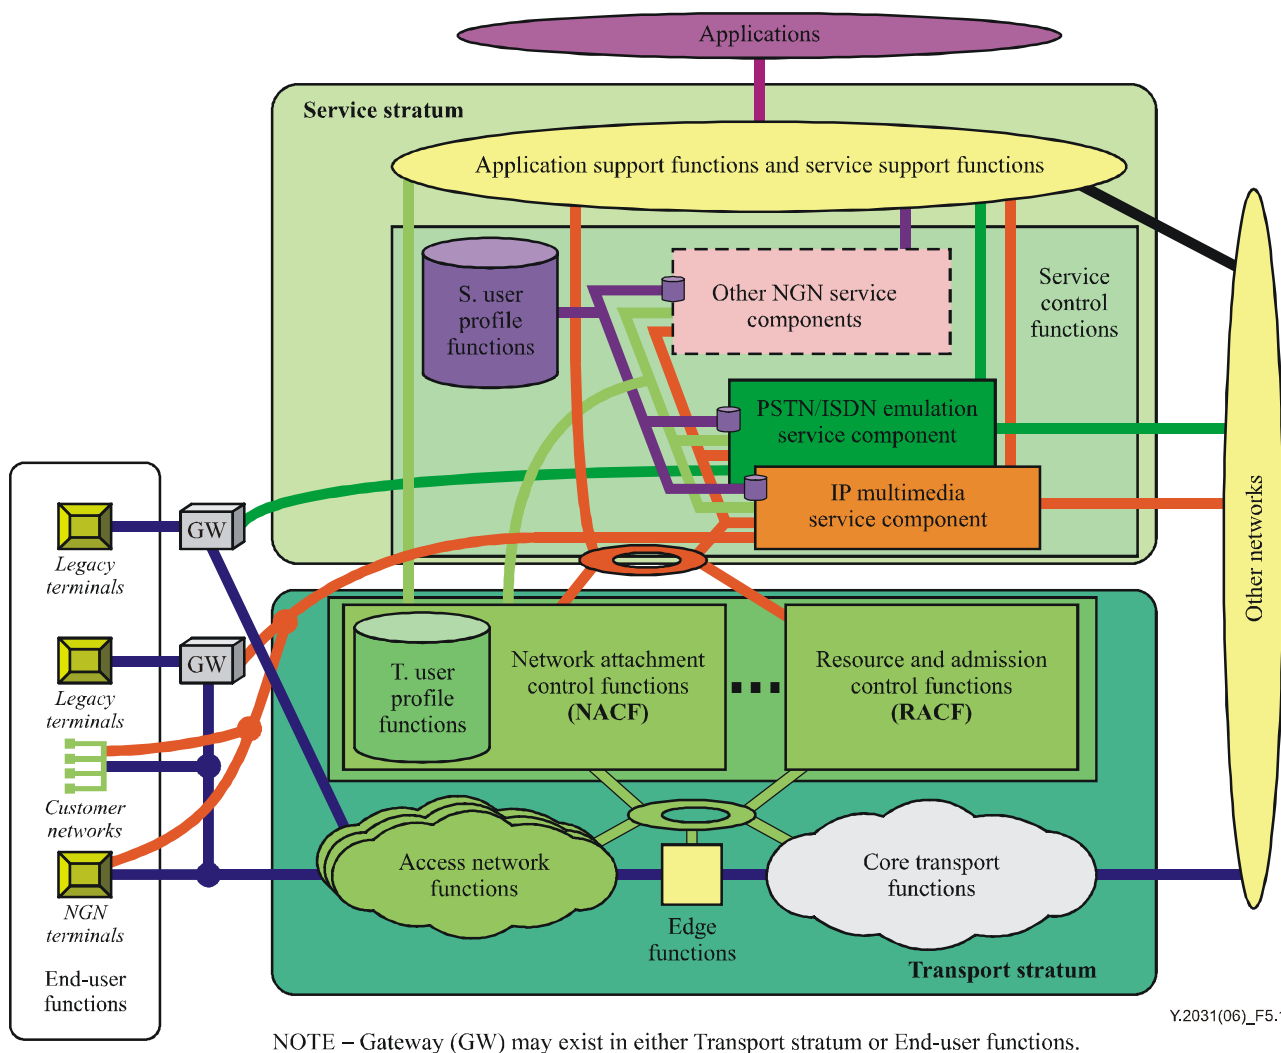 Applications
Service stratum
Application support functions and service support functions
S. user
profile
functions
Other NGN service
components
Service
control
functions
PSTN/ISDN emulation
service component
IP multimedia
service component
Other networks
GW
Legacy
terminals
GW
Legacy
terminals
Customer
networks
NGN
terminals
End-user
functions
T. user
profile
functions
Network attachment
control functions
(NACF)
Resource and admission
control functions
(RACF)
Access network
functions
Edge
functions
Core transport
functions
Transport stratum
Y.2031(06)_F5.1
NOTE – Gateway (GW) may exist in either Transport stratum or End-user functions.